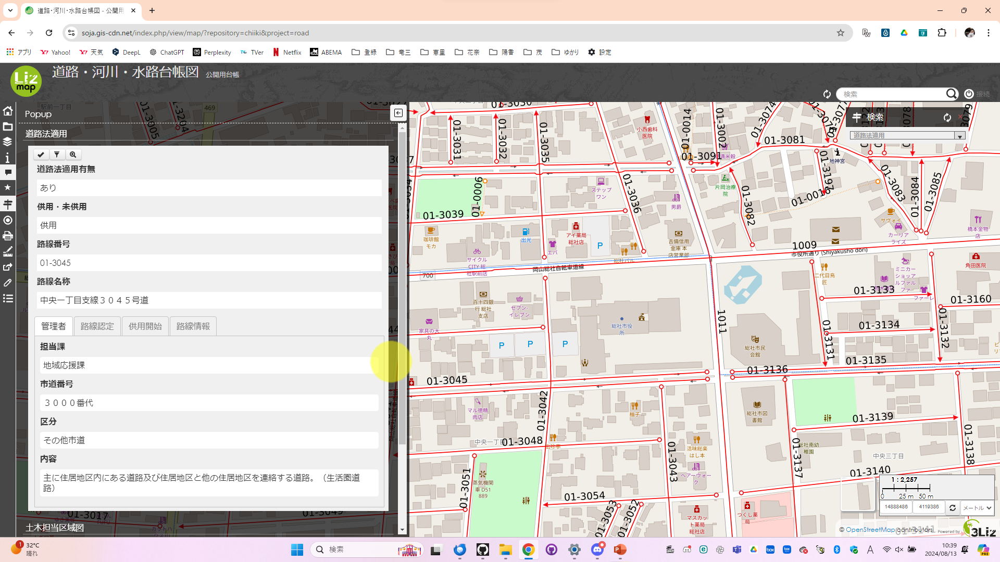 道路・河川・水路台帳図 - 公開用
soja.gis-cdn.net/index.php/view/map/?repository=chiiki&project=road
アプリ
Yahoo!
天気
DeepL
ChatGPT
Perplexity
TVer
Netflix
ABEMA
登録
竜三
恵里
花奈
陽香
茂
ゆかり
設定
Liz
map
道路・河川・水路台帳図 公開用台帳
検索
接続
駅前一丁目
469
01-3005
01-3204
Popup
道路法適用
道路法適用有無
あり
供用・未供用
供用
路線番号
01-3045
路線名称
中央一丁目支線３０４５号道
管理者
路線認定
供用開始
路線情報
担当課
地域応援課
市道番号
３０００番代
区分
その他市道
内容
主に住居地区内にある道路及び住居地区と他の住居地区を連絡する道路。（生活圏道
路）
01-3017
01-3049
土木担当区域図
検索
道路法適用
01-3030
01-3031
01-3032
01-3035
小西歯科
医院
01-0014
01-3002
01-3074
01-3077
3078
3079
01-3081
01-3091
地神宮
01-3197
01-3083
01-3084
01-3085
片岡治療
院
01-3082
01-0016
01-0006
ステップ
ワン
01-3036
男爵
01-3039
珈琲館
モカ
出光
エバ
アイ薬局
総社店
P
総社バル
吉備信用
金庫 本
店営業部
サイクル
CITY 総
社駅前店
サヴォイ
カーリア
ライズ
橋本金物
店
1009
市役所通り (Shiyakusho dori)
700
岡山総社自転車道線
二代目鳥
匠
ミニカー
ショップ
アルファル
ファ
角田医院
01-3133
ファーレ
01-3160
百十四銀
行 総社
支店
セブン-
イレブン
家具の大
丸
総社市役
所
1011
総社市民
会館
01-3131
01-3134
01-3132
P
P
P
01-3135
01-3136
01-3045
01-3042
マル徳精
肉店
柚子
総社市図
書館
01-3139
01-3138
中央一丁目
01-3048
活味総楽
はし本
01-3043
総社南幼
稚園
01-3137
中央三丁目
01-3140
ヘアーウォー
ク
01-3051
蒸気機関
車 D51
889
01-3054
01-3053
01-3052
マスカッ
ト薬局
総社店
つくし薬
局
1 : 2,257
0 25 m 50 m
14888486
4119386
メートル
© OpenStreetMap contributors
01-3141
Powered by
3Liz
1
32°C
晴れ
検索
10:39
2024/08/13